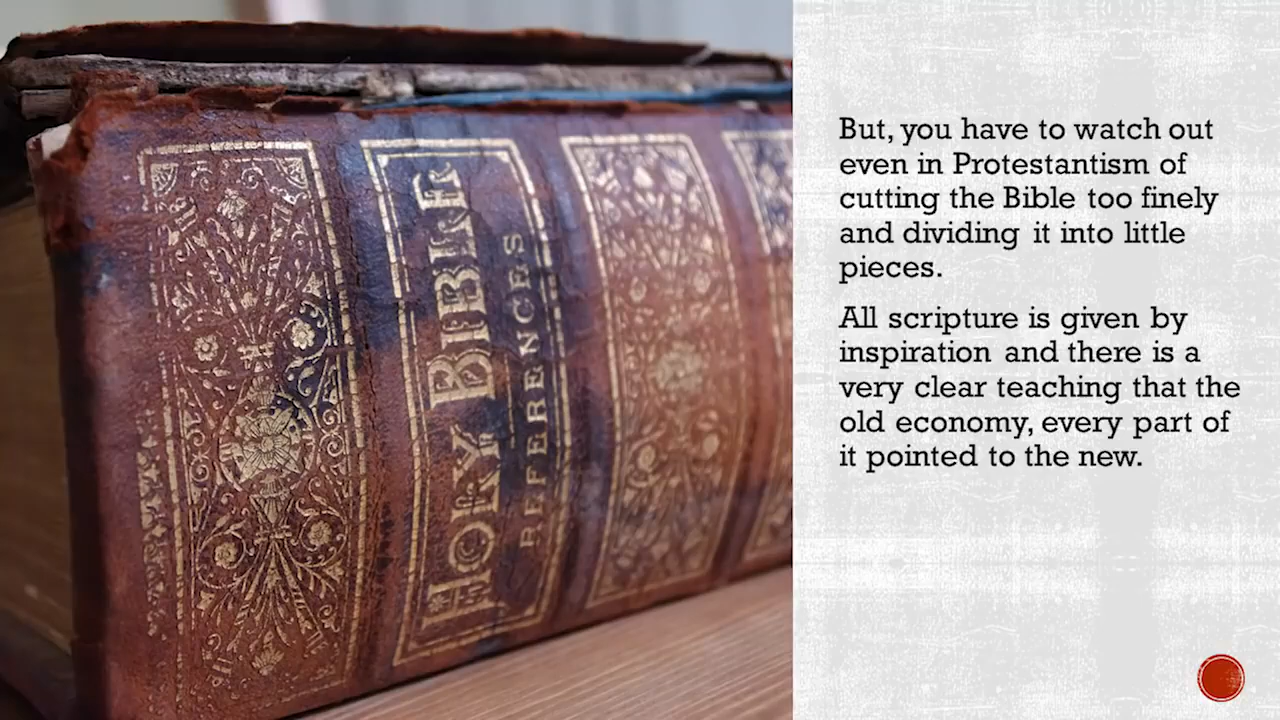 HOLY BIBLE
REFERENCES
But, you have to watch out
even in Protestantism of
cutting the Bible too finely
and dividing it into little
pieces.
All scripture is given by
inspiration and there is a
very clear teaching that the
old economy, every part of
it pointed to the new.